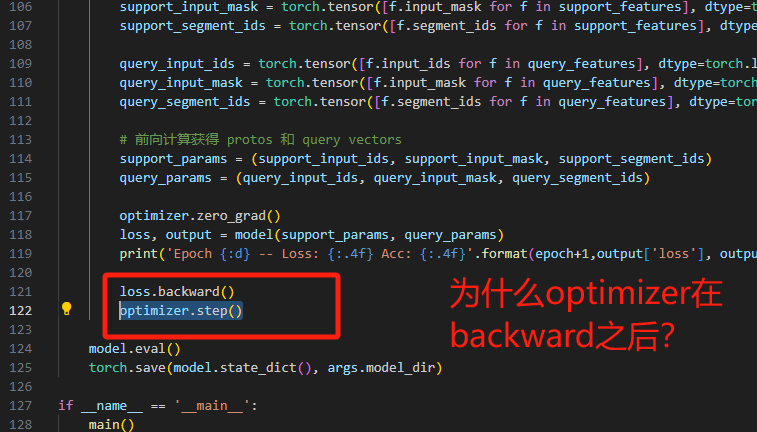 106 support_input_mask = torch.tensor([f.input_mask for f in support_features], dtype=t
107 support_segment_ids = torch.tensor([f.segment_ids for f in support_features], dty
108
109 query_input_ids = torch.tensor([f.input_ids for f in query_features], dtype=torch.l
110 query_input_mask = torch.tensor([f.input_mask for f in query_features], dtype=torch
111 query_segment_ids = torch.tensor([f.segment_ids for f in query_features], dtype=tor
112
113 # 前向计算获得 protos 和 query vectors
114 support_params = (support_input_ids, support_input_mask, support_segment_ids)
115 query_params = (query_input_ids, query_input_mask, query_segment_ids)
116
117 optimizer.zero_grad()
118 loss, output = model(support_params, query_params)
119 print('Epoch {:d} -- Loss: {:.4f} Acc: {:.4f}'.format(epoch+1,output['loss'], outpu
120
121 loss.backward()
122 optimizer.step()
123
124 model.eval()
125 torch.save(model.state_dict(), args.model_dir)
126
127 if __name__ == '__main__':
128 main()
为什么optimizer在
backward之后?